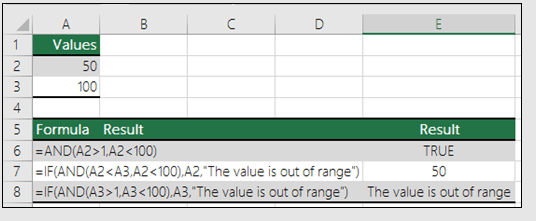 A B C D E
1 Values
2 50
3 100
4
5 Formula Result Result
6 =AND(A2>1,A2<100) TRUE
7 =IF(AND(A2<A3,A2<100),A2,"The value is out of range") 50
8 =IF(AND(A3>1,A3<100),A3,"The value is out of range") The value is out of range